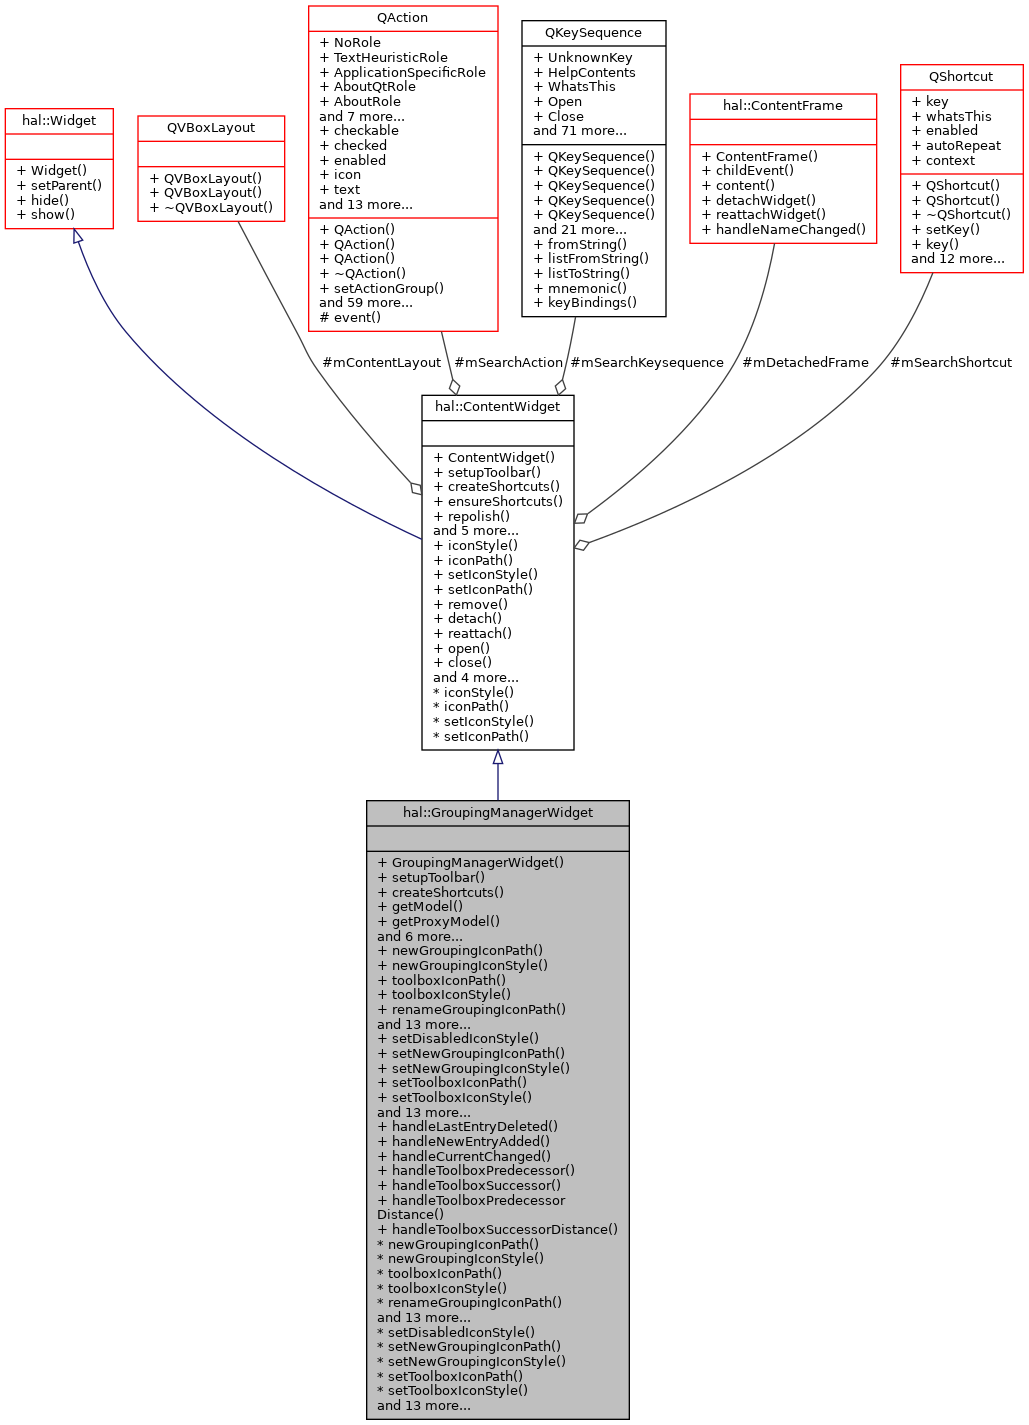 QAction
+ NoRole
+ TextHeuristicRole
+ ApplicationSpecificRole
+ AboutQtRole
+ AboutRole
and 7 more...
+ checkable
+ checked
+ enabled
+ icon
+ text
and 13 more...
+ QAction()
+ QAction()
+ QAction()
+ ~QAction()
+ setActionGroup()
and 59 more...
# event()
QKeySequence
+ UnknownKey
+ HelpContents
+ WhatsThis
+ Open
+ Close
and 71 more...
+ QKeySequence()
+ QKeySequence()
+ QKeySequence()
+ QKeySequence()
+ QKeySequence()
and 21 more...
+ fromString()
+ listFromString()
+ listToString()
+ mnemonic()
+ keyBindings()
QShortcut
+ key
+ whatsThis
+ enabled
+ autoRepeat
+ context
+ QShortcut()
+ QShortcut()
+ ~QShortcut()
+ setKey()
+ key()
and 12 more...
hal::ContentFrame
+ ContentFrame()
+ childEvent()
+ content()
+ detachWidget()
+ reattachWidget()
+ handleNameChanged()
hal::Widget
+ Widget()
+ setParent()
+ hide()
+ show()
QVBoxLayout
+ QVBoxLayout()
+ QVBoxLayout()
+ ~QVBoxLayout()
#mContentLayout
#mSearchAction
#mSearchKeysequence
#mDetachedFrame
#mSearchShortcut
hal::ContentWidget
+ ContentWidget()
+ setupToolbar()
+ createShortcuts()
+ ensureShortcuts()
+ repolish()
and 5 more...
+ iconStyle()
+ iconPath()
+ setIconStyle()
+ setIconPath()
+ remove()
+ detach()
+ reattach()
+ open()
+ close()
and 4 more...
* iconStyle()
* iconPath()
* setIconStyle()
* setIconPath()
hal::GroupingManagerWidget
+ GroupingManagerWidget()
+ setupToolbar()
+ createShortcuts()
+ getModel()
+ getProxyModel()
and 6 more...
+ newGroupingIconPath()
+ newGroupingIconStyle()
+ toolboxIconPath()
+ toolboxIconStyle()
+ renameGroupingIconPath()
and 13 more...
+ setDisabledIconStyle()
+ setNewGroupingIconPath()
+ setNewGroupingIconStyle()
+ setToolboxIconPath()
+ setToolboxIconStyle()
and 13 more...
+ handleLastEntryDeleted()
+ handleNewEntryAdded()
+ handleCurrentChanged()
+ handleToolboxPredecessor()
+ handleToolboxSuccessor()
+ handleToolboxPredecessor
Distance()
+ handleToolboxSuccessorDistance()
* newGroupingIconPath()
* newGroupingIconStyle()
* toolboxIconPath()
* toolboxIconStyle()
* renameGroupingIconPath()
and 13 more...
* setDisabledIconStyle()
* setNewGroupingIconPath()
* setNewGroupingIconStyle()
* setToolboxIconPath()
* setToolboxIconStyle()
and 13 more...